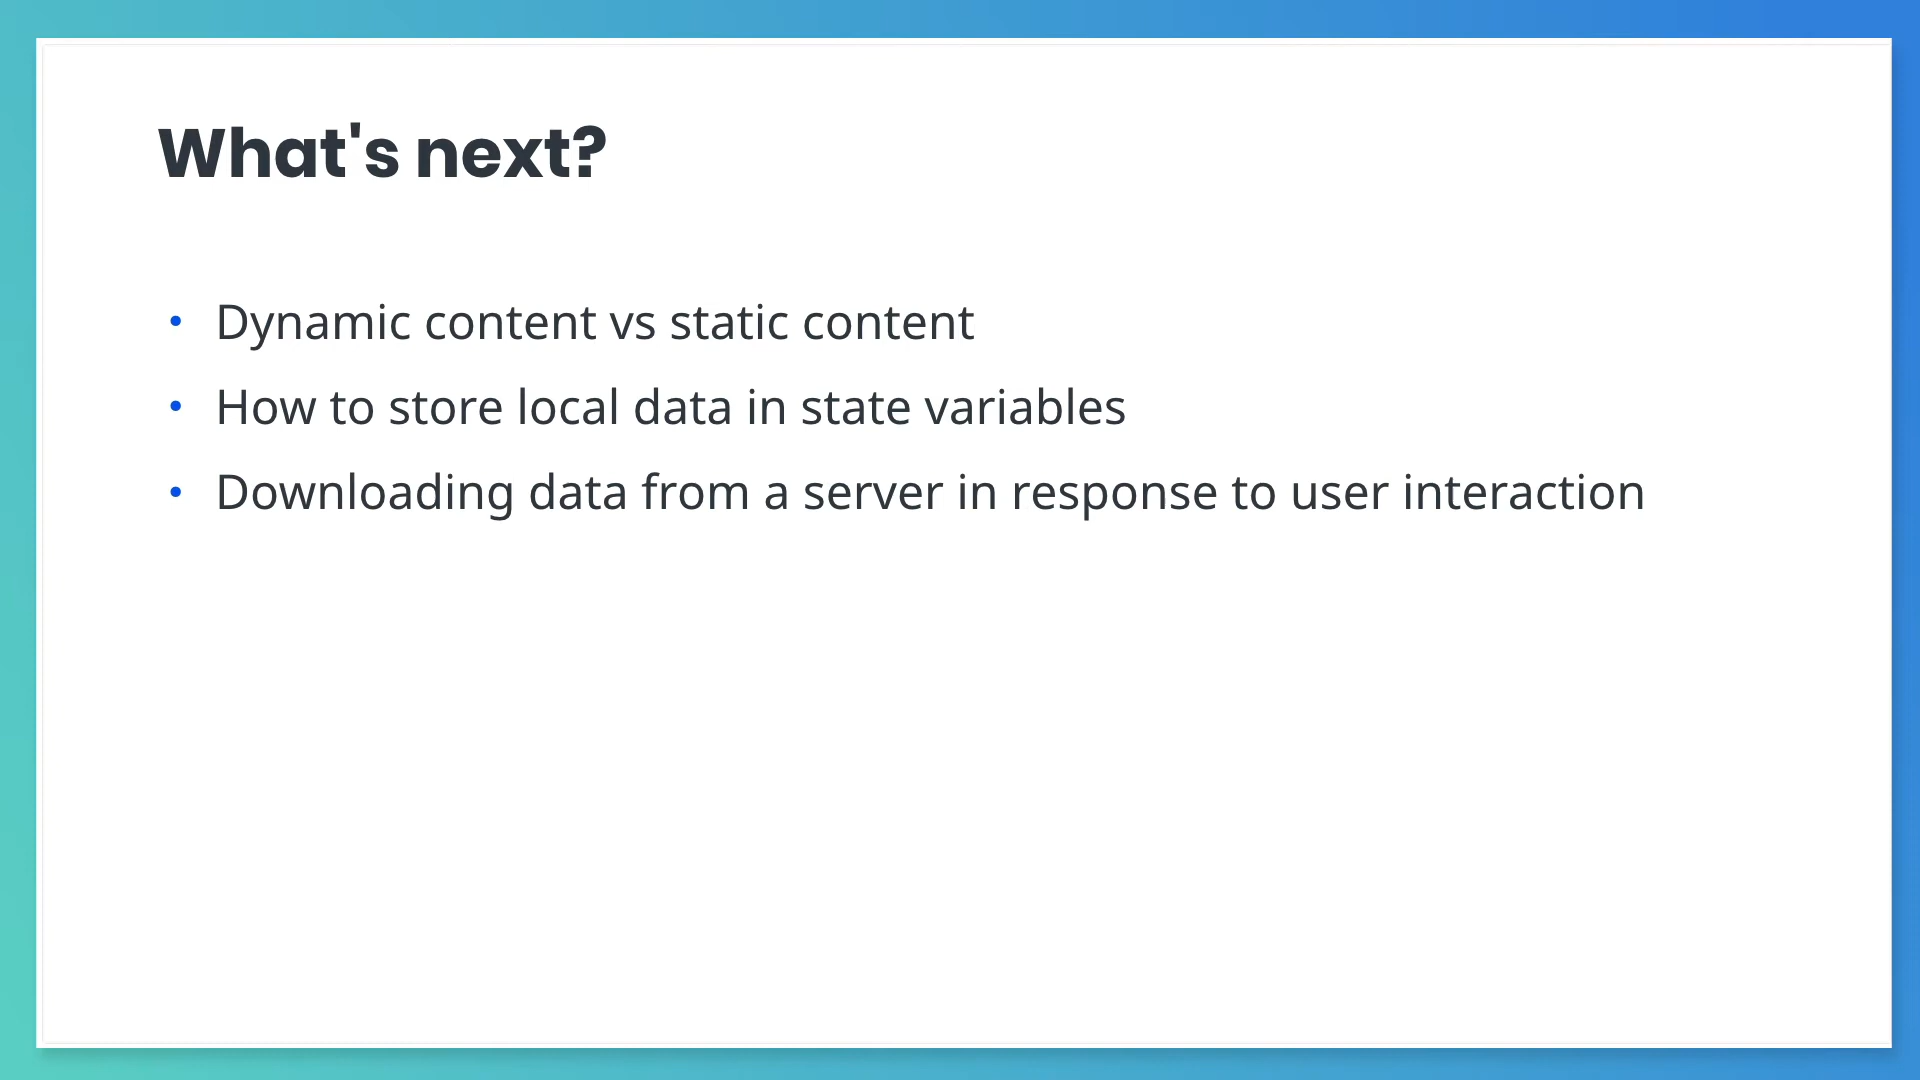 What's next?
• Dynamic content vs static content
• How to store local data in state variables
• Downloading data from a server in response to user interaction